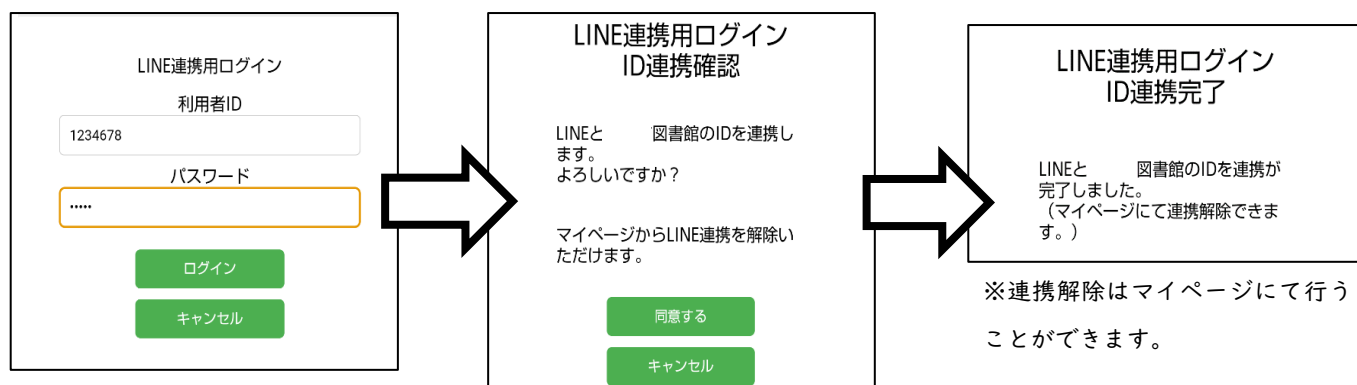 LINE連携用ログイン
利用者ID
1234678
パスワード
•••••
ログイン
キャンセル
LINE連携用ログイン
ID連携確認
LINEと　　図書館のIDを連携し
ます。
よろしいですか？
マイページからLINE連携を解除い
ただけます。
同意する
キャンセル
LINE連携用ログイン
ID連携完了
LINEと　　図書館のIDを連携が
完了しました。
（マイページにて連携解除できま
す。）
※連携解除はマイページにて行う
ことができます。